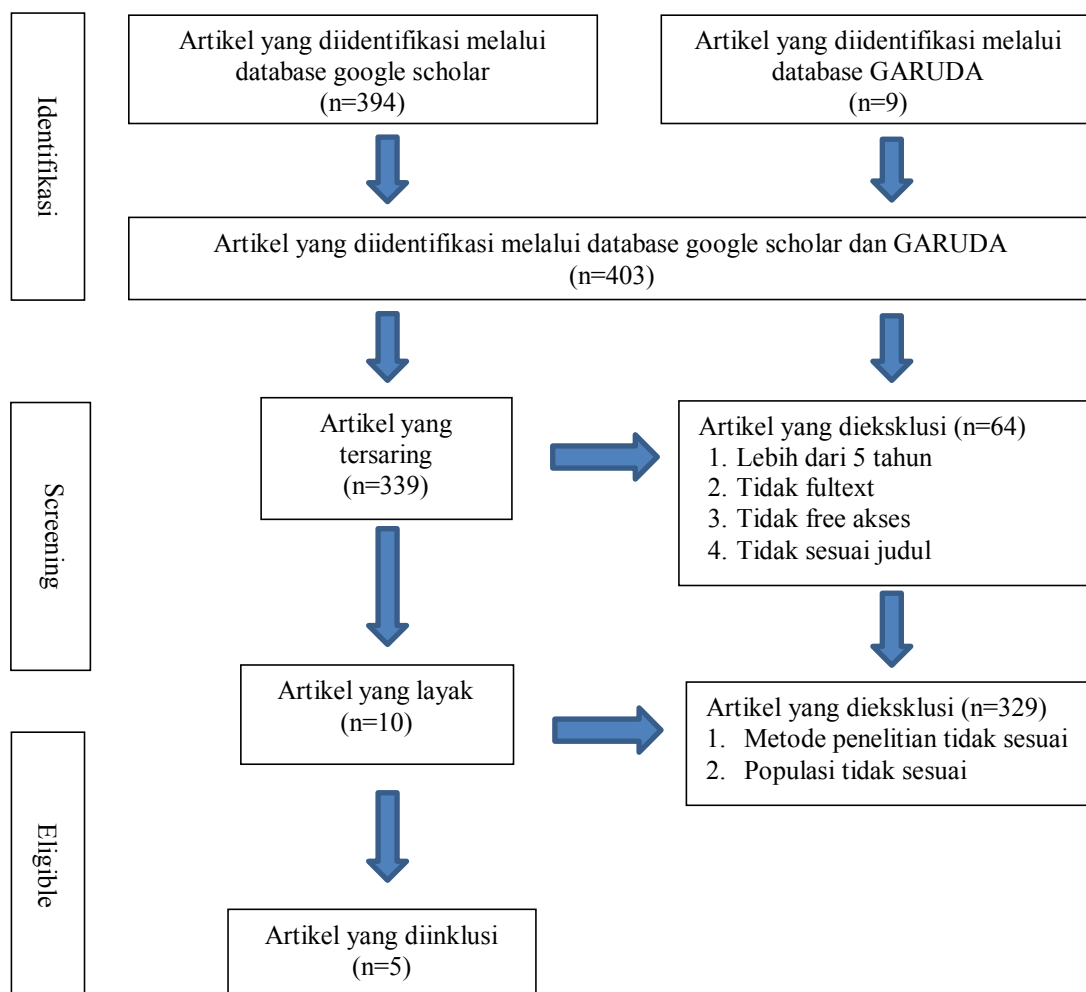 Identifikasi
Artikel yang diidentifikasi melalui
database google scholar
(n=394)
Artikel yang diidentifikasi melalui
database GARUDA
(n=9)
Artikel yang diidentifikasi melalui database google scholar dan GARUDA
(n=403)
Screening
Artikel yang
tersaring
(n=339)
Artikel yang dieksklusi (n=64)
1. Lebih dari 5 tahun
2. Tidak fultext
3. Tidak free akses
4. Tidak sesuai judul
Artikel yang layak
(n=10)
Artikel yang dieksklusi (n=329)
1. Metode penelitian tidak sesuai
2. Populasi tidak sesuai
Eligible
Artikel yang diinklusi
(n=5)